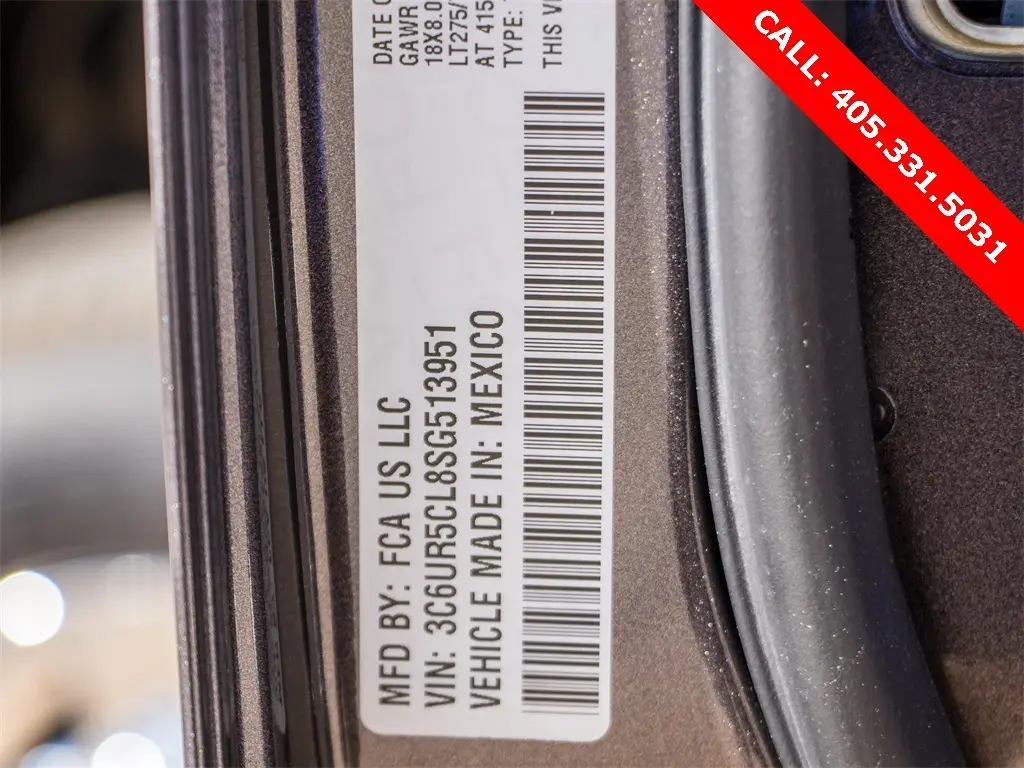 DATE O
GAWR
18X8.0
LT275/
AT 415
TYPE:
THIS VE
MFD BY: FCA US LLC
VIN: 3C6UR5CL8SG513951
VEHICLE MADE IN: MEXICO
CALL: 405.331.5031